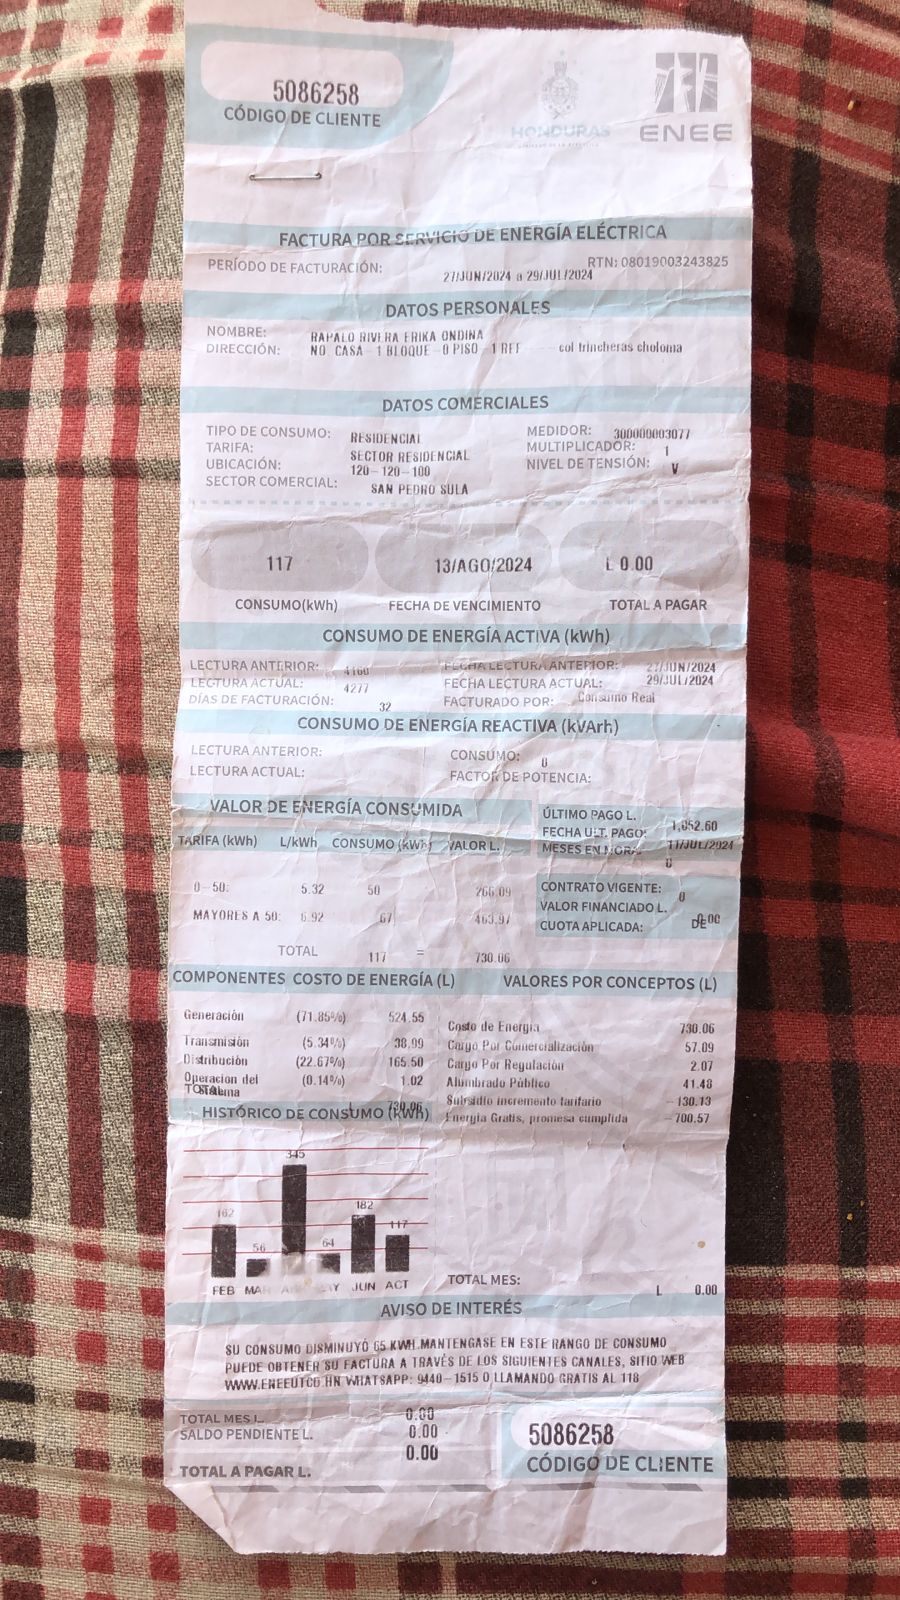 5086258
CÓDIGO DE CLIENTE
HONDURAS
ENEE
FACTURA POR SERVICIO DE ENERGÍA ELÉCTRICA
RTN: 08019003243825
PERÍODO DE FACTURACIÓN: 27/JUN/2024 a 29/JUL/2024
DATOS PERSONALES
NOMBRE: RAPALO RIVERA ERIKA ONDINA
DIRECCIÓN: NO. CASA - 1 BLOQUE - 0 PISO - 1 REF col trincheras choloma
DATOS COMERCIALES
TIPO DE CONSUMO: RESIDENCIAL MEDIDOR: 300000003077
TARIFA: SECTOR RESIDENCIAL MULTIPLICADOR: 1
UBICACIÓN: 120-120-100 NIVEL DE TENSIÓN: V
SECTOR COMERCIAL: SAN PEDRO SULA
117 13/AGO/2024 L 0.00
CONSUMO(kWh) FECHA DE VENCIMIENTO TOTAL A PAGAR
CONSUMO DE ENERGÍA ACTIVA (kWh)
LECTURA ANTERIOR: 4160 FECHA LECTURA ANTERIOR: 27/JUN/2024
LECTURA ACTUAL: 4277 FECHA LECTURA ACTUAL: 29/JUL/2024
DÍAS DE FACTURACIÓN: 32 FACTURADO POR: Consumo Real
CONSUMO DE ENERGÍA REACTIVA (kVArh)
LECTURA ANTERIOR: CONSUMO: 0
LECTURA ACTUAL: FACTOR DE POTENCIA:
VALOR DE ENERGÍA CONSUMIDA
ÚLTIMO PAGO L. 1,052.60
FECHA ULT. PAGO: 11/JUL/2024
MESES EN MORA: 0
TARIFA (kWh) L/kWh CONSUMO (kWh) VALOR L.
0-50: 5.32 50 266.09
MAYORES A 50: 6.92 67 463.97
TOTAL 117 = 730.06
CONTRATO VIGENTE: 0
VALOR FINANCIADO L. 0.00
CUOTA APLICADA: DE
COMPONENTES COSTO DE ENERGÍA (L)
Generación (71.85%) 524.55
Transmisión (5.34%) 38.99
Distribución (22.67%) 165.50
Operacion del Sistema (0.14%) 1.02
TOTAL L 730.06
VALORES POR CONCEPTOS (L)
Costo de Energia 730.06
Cargo Por Comercialización 57.09
Cargo Por Regulación 2.07
Alumbrado Público 41.48
Subsidio incremento tarifario -130.13
Energia Gratis, promesa cumplida -700.57
HISTÓRICO DE CONSUMO (kWh)
162 56 345 64 182 117
FEB MAR JUN ACT
TOTAL MES: L 0.00
AVISO DE INTERÉS
SU CONSUMO DISMINUYÓ 65 KWH.MANTENGASE EN ESTE RANGO DE CONSUMO
PUEDE OBTENER SU FACTURA A TRAVÉS DE LOS SIGUIENTES CANALES, SITIO WEB
WWW.ENEEUTCD.HN WHATSAPP: 9440-1515 O LLAMANDO GRATIS AL 118
TOTAL MES L. 0.00
SALDO PENDIENTE L. 0.00
TOTAL A PAGAR L. 0.00
5086258
CÓDIGO DE CLIENTE